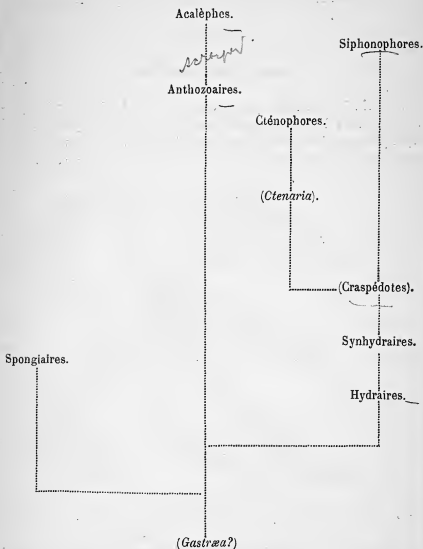 Acalèphes.
Siphonophores.
Anthozoaires.
Cténophores.
(Ctenaria).
(Craspédotes).
Synhydraires.
Spongiaires.
Hydraires.
(Gastræa?)